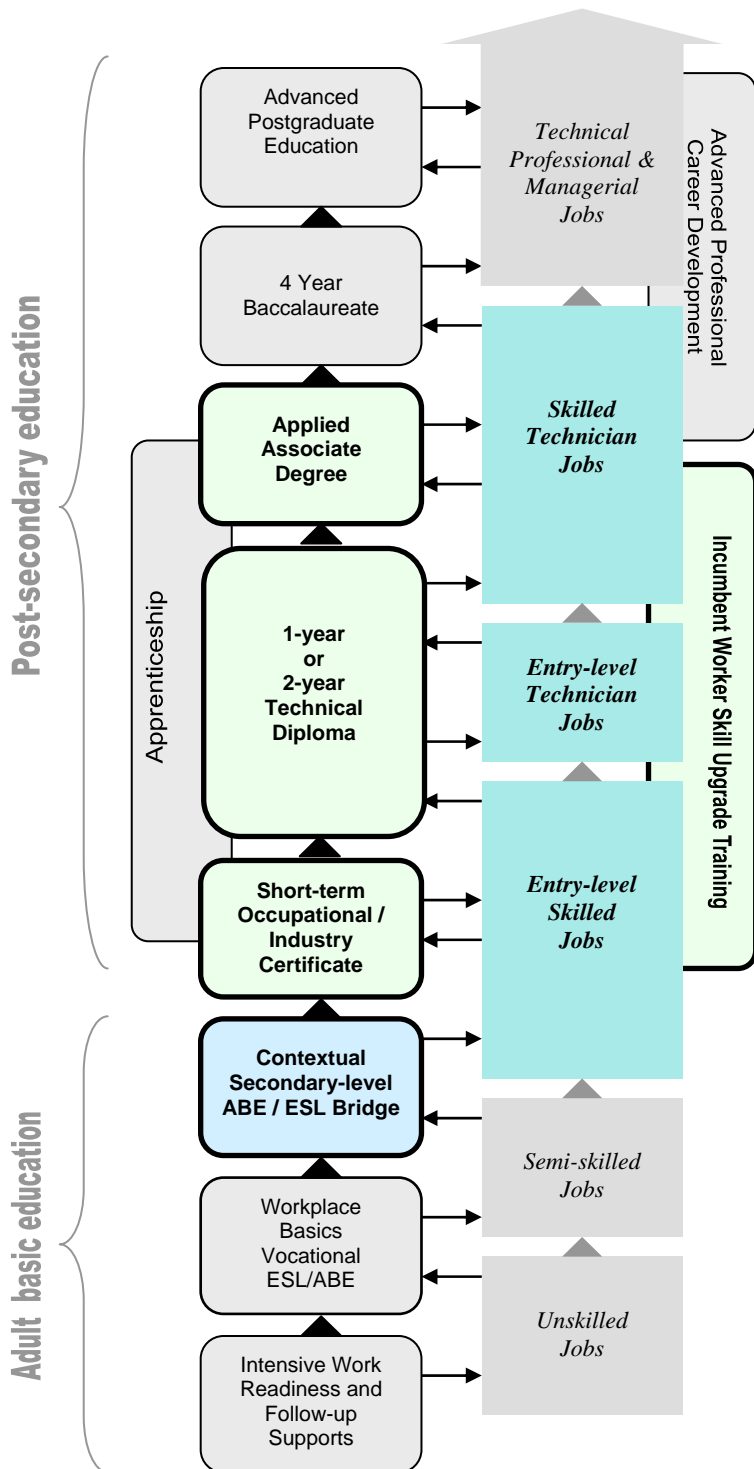 Advanced
Postgraduate
Education
Technical
Professional &
Managerial
Jobs
Advanced Professional
Career Development
4 Year
Baccalaureate
Post-secondary education
Applied
Associate
Degree
Skilled
Technician
Jobs
Apprenticeship
1-year
or
2-year
Technical
Diploma
Entry-level
Technician
Jobs
Incumbent Worker Skill Upgrade Training
Short-term
Occupational /
Industry
Certificate
Entry-level
Skilled
Jobs
Adult basic education
Contextual
Secondary-level
ABE / ESL Bridge
Semi-skilled
Jobs
Workplace
Basics
Vocational
ESL/ABE
Unskilled
Jobs
Intensive Work
Readiness and
Follow-up
Supports